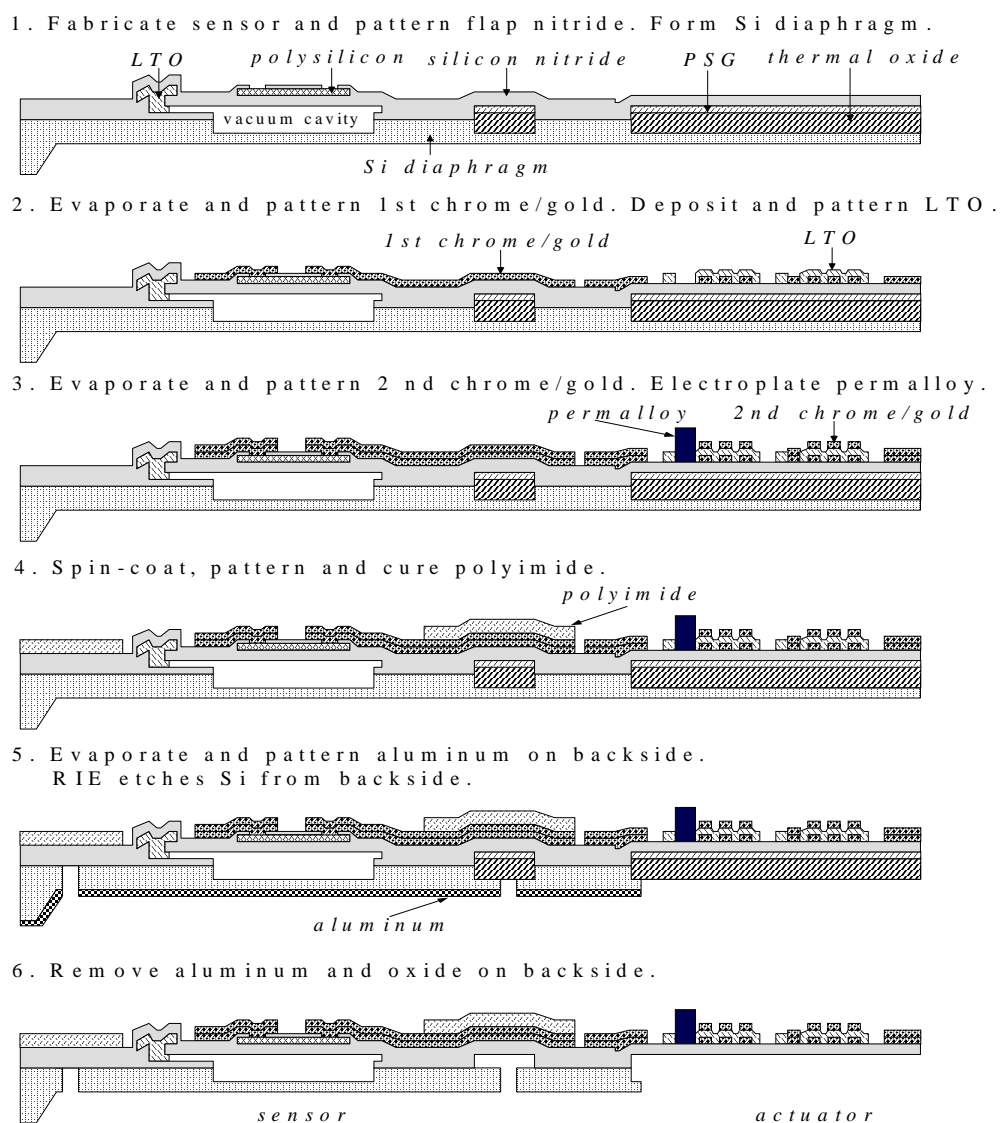 1. Fabricate sensor and pattern flap nitride. Form Si diaphragm.
LTO polysilicon silicon nitride PSG thermal oxide
vacuum cavity
Si diaphragm
2. Evaporate and pattern 1st chrome/gold. Deposit and pattern LTO.
1st chrome/gold LTO
3. Evaporate and pattern 2 nd chrome/gold. Electroplate permalloy.
permalloy 2nd chrome/gold
4. Spin-coat, pattern and cure polyimide.
polyimide
5. Evaporate and pattern aluminum on backside.
RIE etches Si from backside.
aluminum
6. Remove aluminum and oxide on backside.
sensor actuator